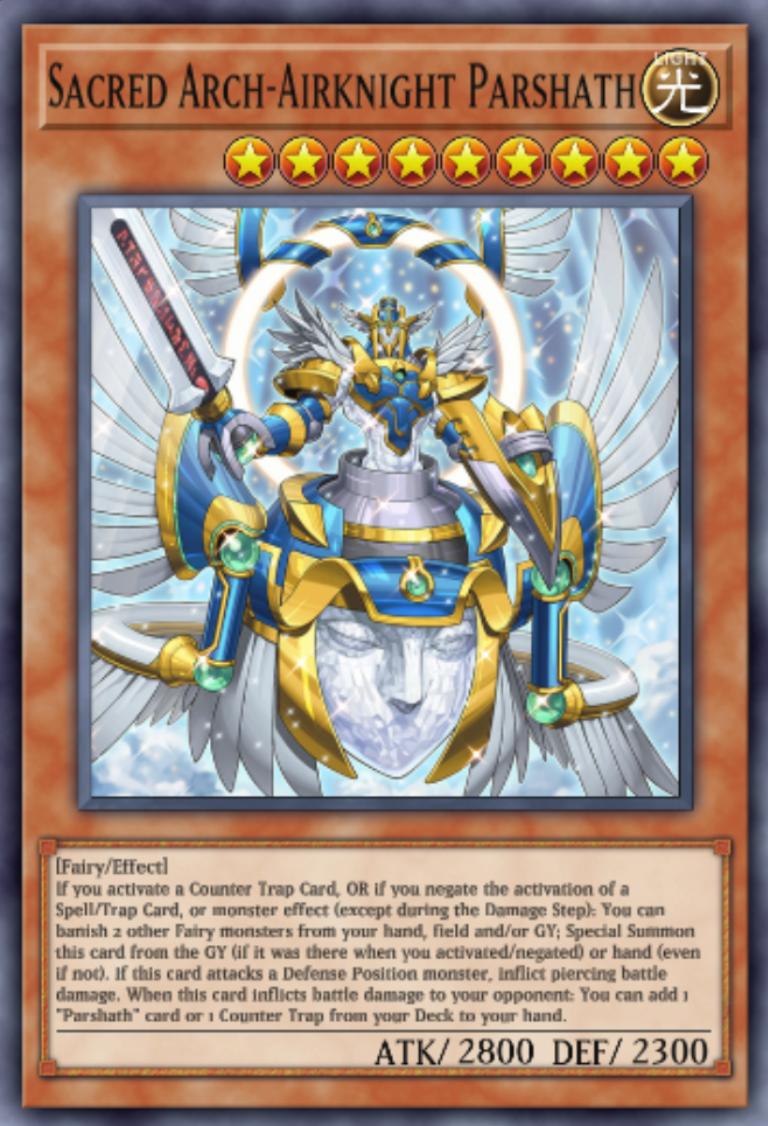 SACRED ARCH-AIRKNIGHT PARSHATH
LIGHT
光
[Fairy/Effect]
If you activate a Counter Trap Card, OR if you negate the activation of a
Spell/Trap Card, or monster effect (except during the Damage Step): You can
banish 2 other Fairy monsters from your hand, field and/or GY; Special Summon
this card from the GY (if it was there when you activated/negated) or hand (even
if not). If this card attacks a Defense Position monster, inflict piercing battle
damage. When this card inflicts battle damage to your opponent: You can add 1
"Parshath" card or 1 Counter Trap from your Deck to your hand.
ATK/ 2800 DEF/ 2300